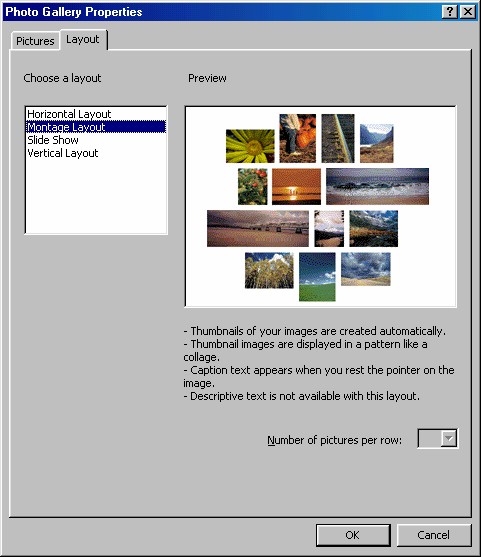 Photo Gallery Properties
Pictures
Layout
Choose a layout
Preview
Horizontal Layout
Montage Layout
Slide Show
Vertical Layout
- Thumbnails of your images are created automatically.
- Thumbnail images are displayed in a pattern like a
collage.
- Caption text appears when you rest the pointer on the
image.
- Descriptive text is not available with this layout.
Number of pictures per row:
OK
Cancel